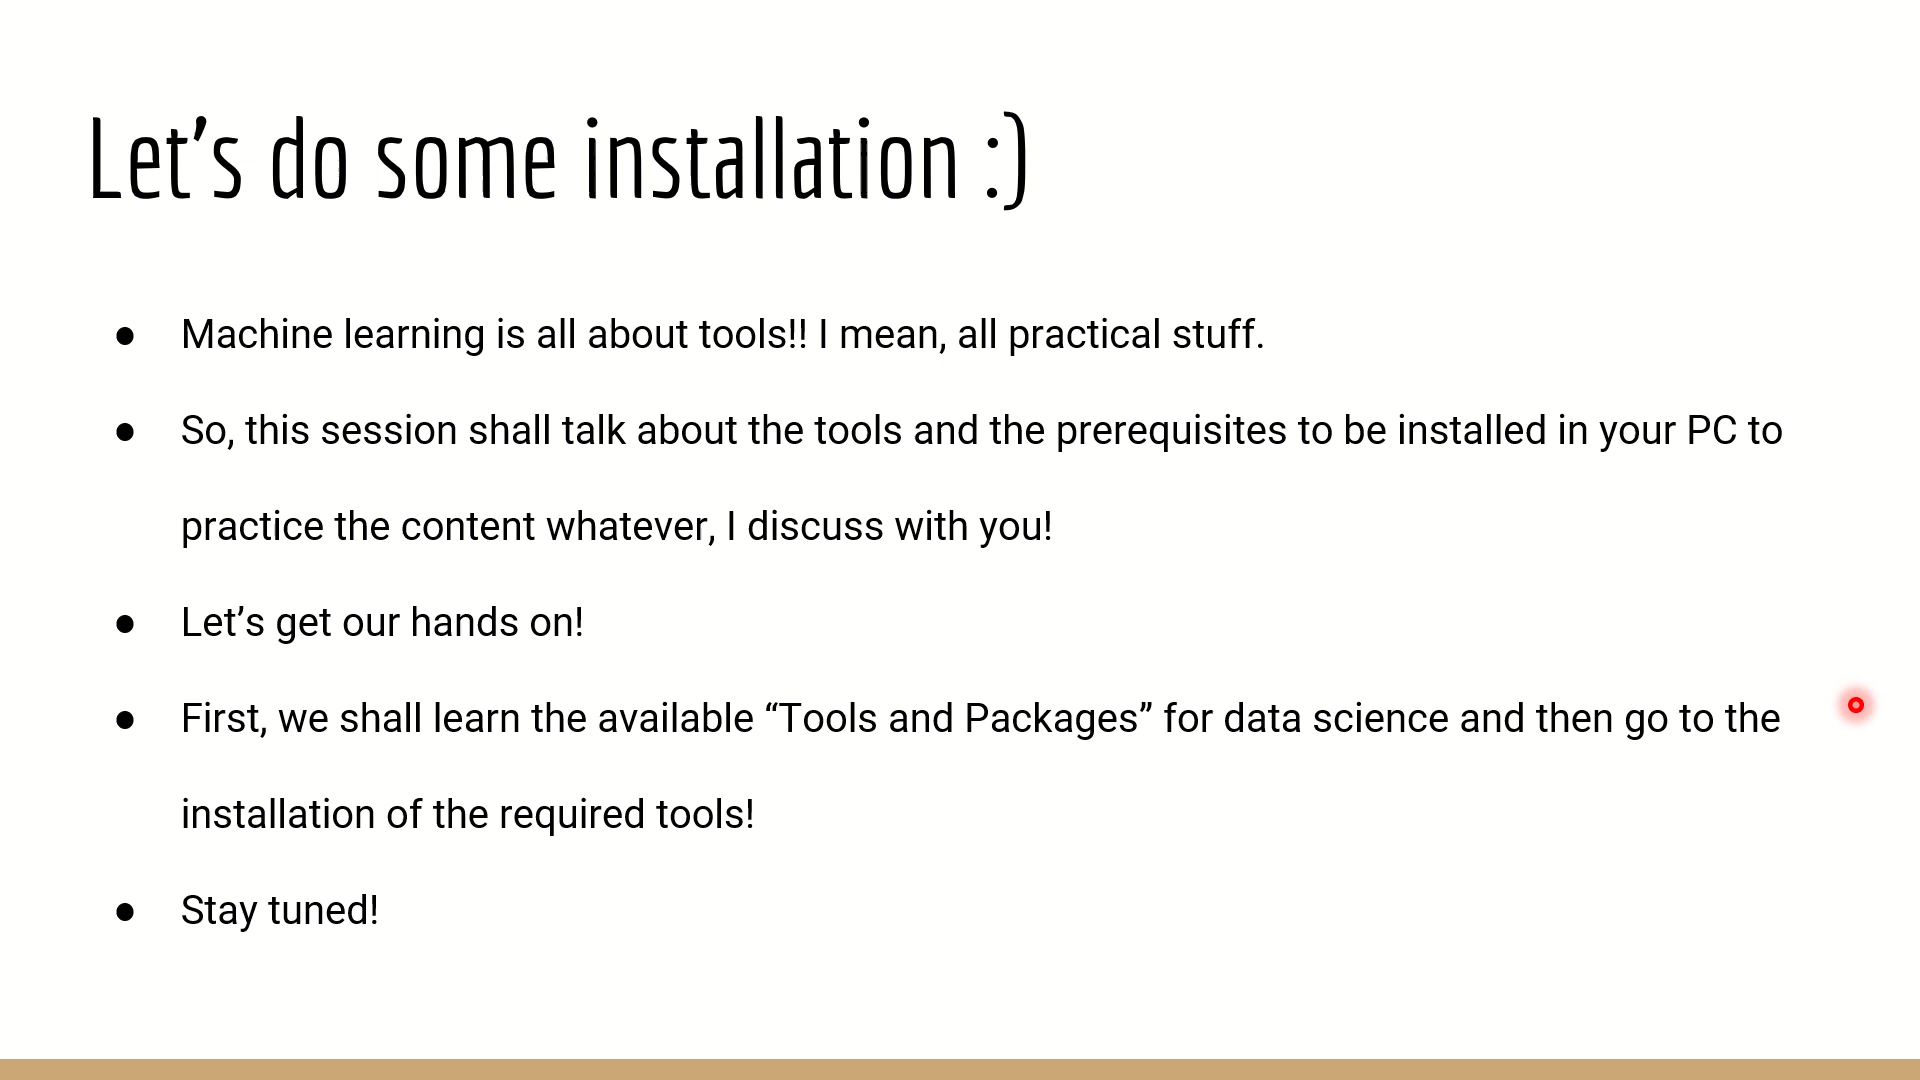 Let’s do some installation :)
● Machine learning is all about tools!! I mean, all practical stuff.
● So, this session shall talk about the tools and the prerequisites to be installed in your PC to
practice the content whatever, I discuss with you!
● Let’s get our hands on!
● First, we shall learn the available “Tools and Packages” for data science and then go to the
installation of the required tools!
● Stay tuned!